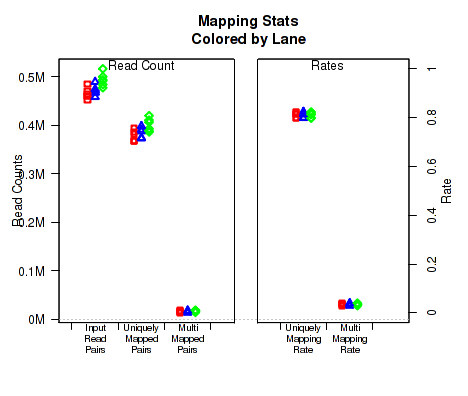 Mapping Stats
Colored by Lane
Read Count
Rates
0.5M
0.4M
0.3M
0.2M
0.1M
0M
Read Counts
1
0.8
0.6
0.4
0.2
0
Rate
Input
Read
Pairs
Uniquely
Mapped
Pairs
Multi
Mapped
Pairs
Uniquely
Mapping
Rate
Multi
Mapping
Rate